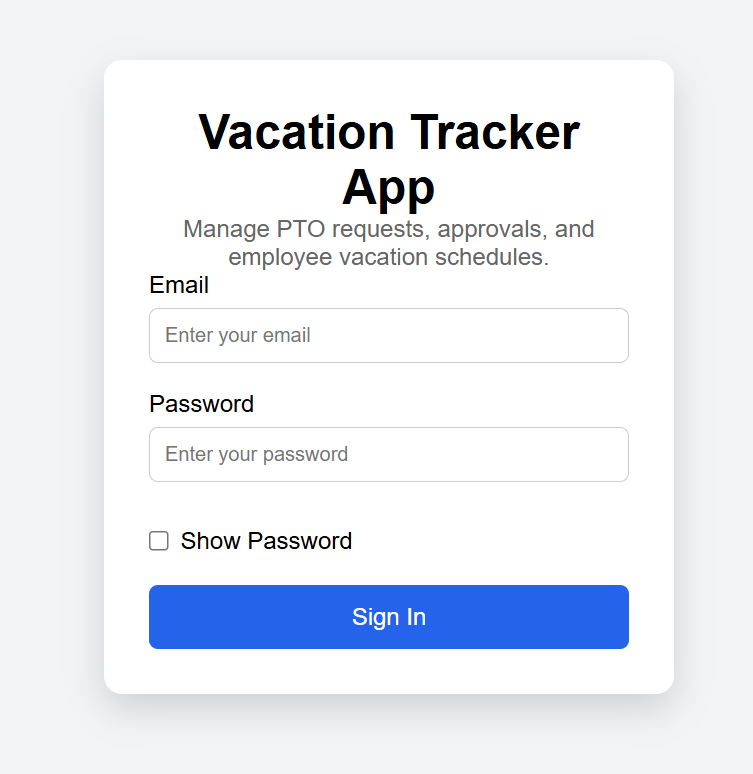 Vacation Tracker
App
Manage PTO requests, approvals, and
employee vacation schedules.
Email
Enter your email
Password
Enter your password
Show Password
Sign In